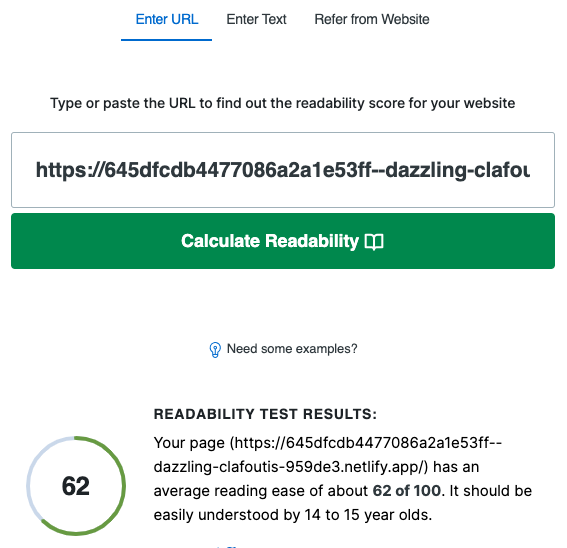 Enter URL Enter Text Refer from Website
Type or paste the URL to find out the readability score for your website
https://645dfcdb4477086a2a1e53ff--dazzling-clafou
Calculate Readability
Need some examples?
READABILITY TEST RESULTS:
Your page (https://645dfcdb4477086a2a1e53ff--
dazzling-clafoutis-959de3.netlify.app/) has an
average reading ease of about 62 of 100. It should be
easily understood by 14 to 15 year olds.
62